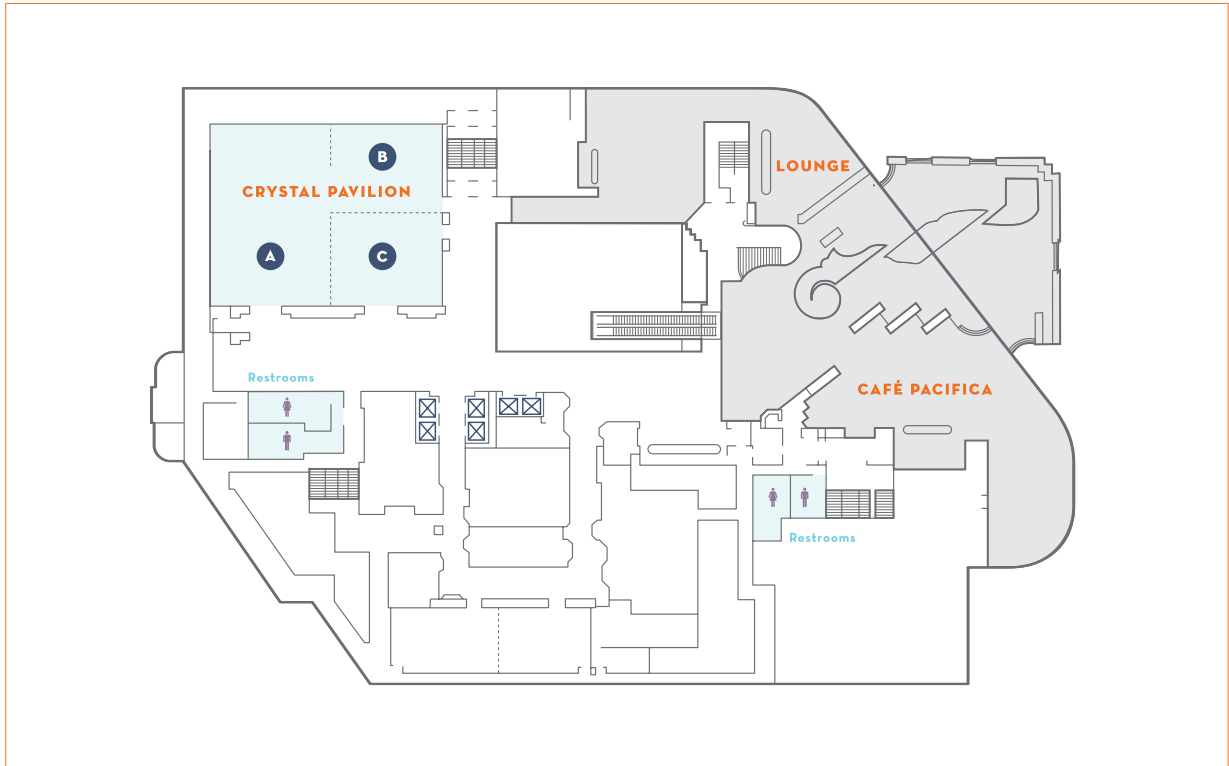 B
LOUNGE
CRYSTAL PAVILION
A
C
Restrooms
CAFÉ PACIFICA
Restrooms